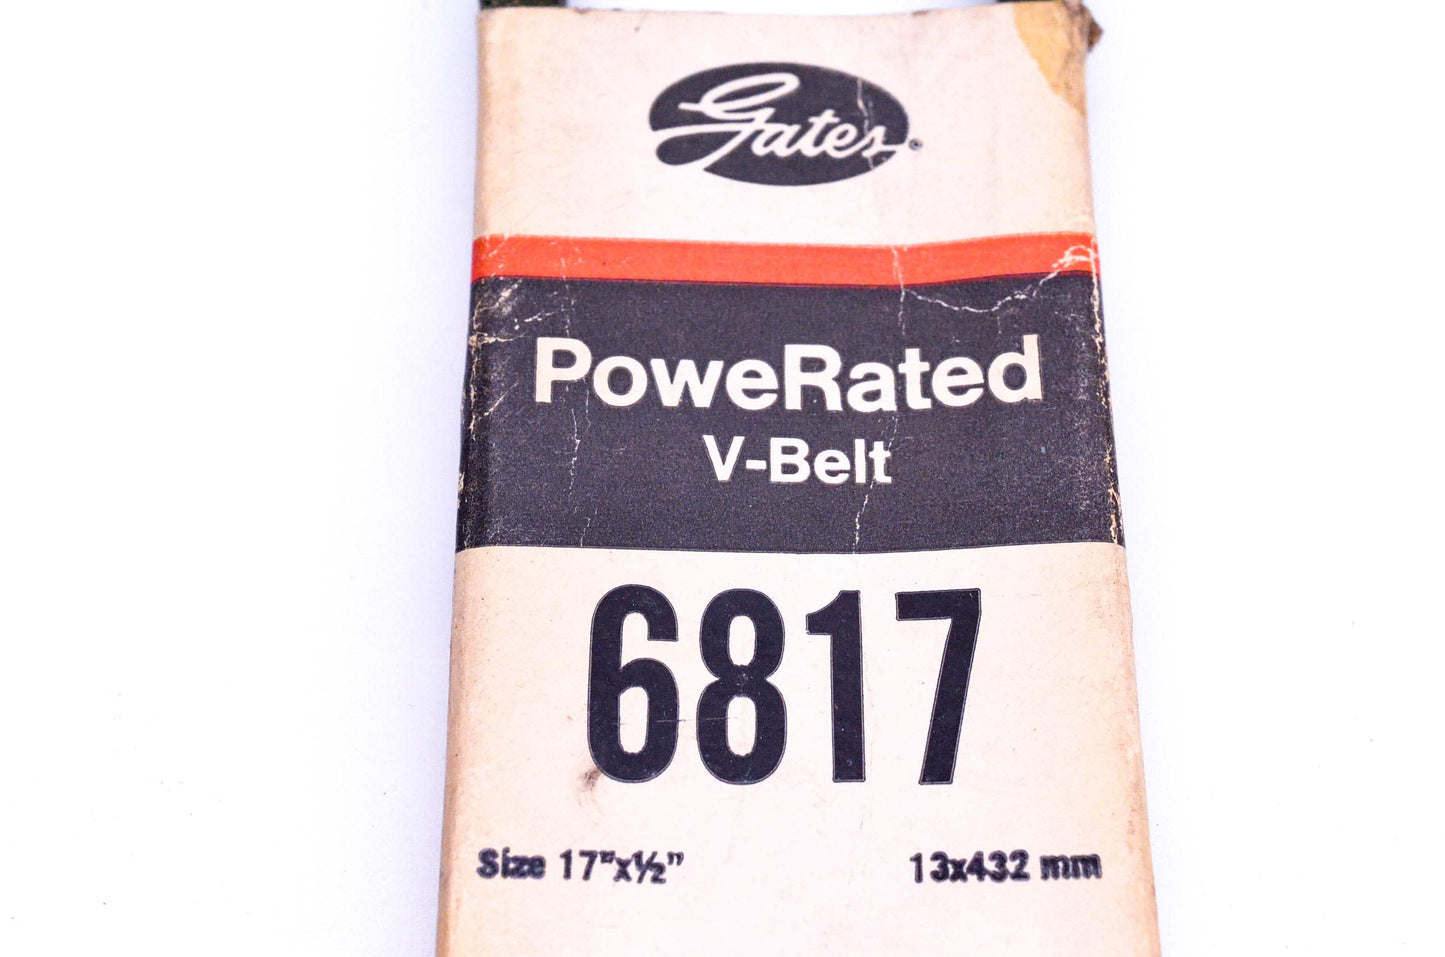 Gates®
PoweRated
V-Belt
6817
Size 17"x½"
13x432 mm